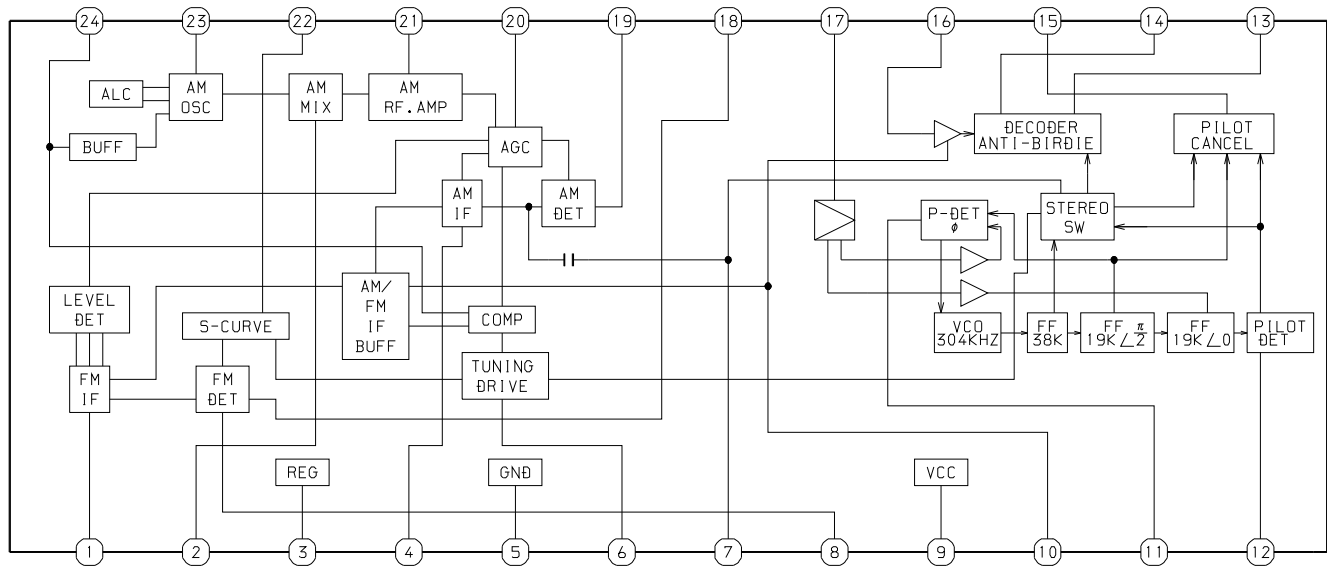 24 23 22 21 20 19 18 17 16 15 14 13
ALC
AM
OSC
AM
MIX
AM
RF.AMP
BUFF
AGC
DECODER
ANTI-BIRDIE
PILOT
CANCEL
AM
IF
AM
DET
P-DET
ø
STEREO
SW
LEVEL
DET
S-CURVE
AM/
FM
IF
BUFF
COMP
VCO
304KHZ
FF
38K
FF
19K∠π/2
FF
19K∠0
PILOT
DET
FM
IF
FM
DET
TUNING
DRIVE
REG
GND
VCC
1 2 3 4 5 6 7 8 9 10 11 12